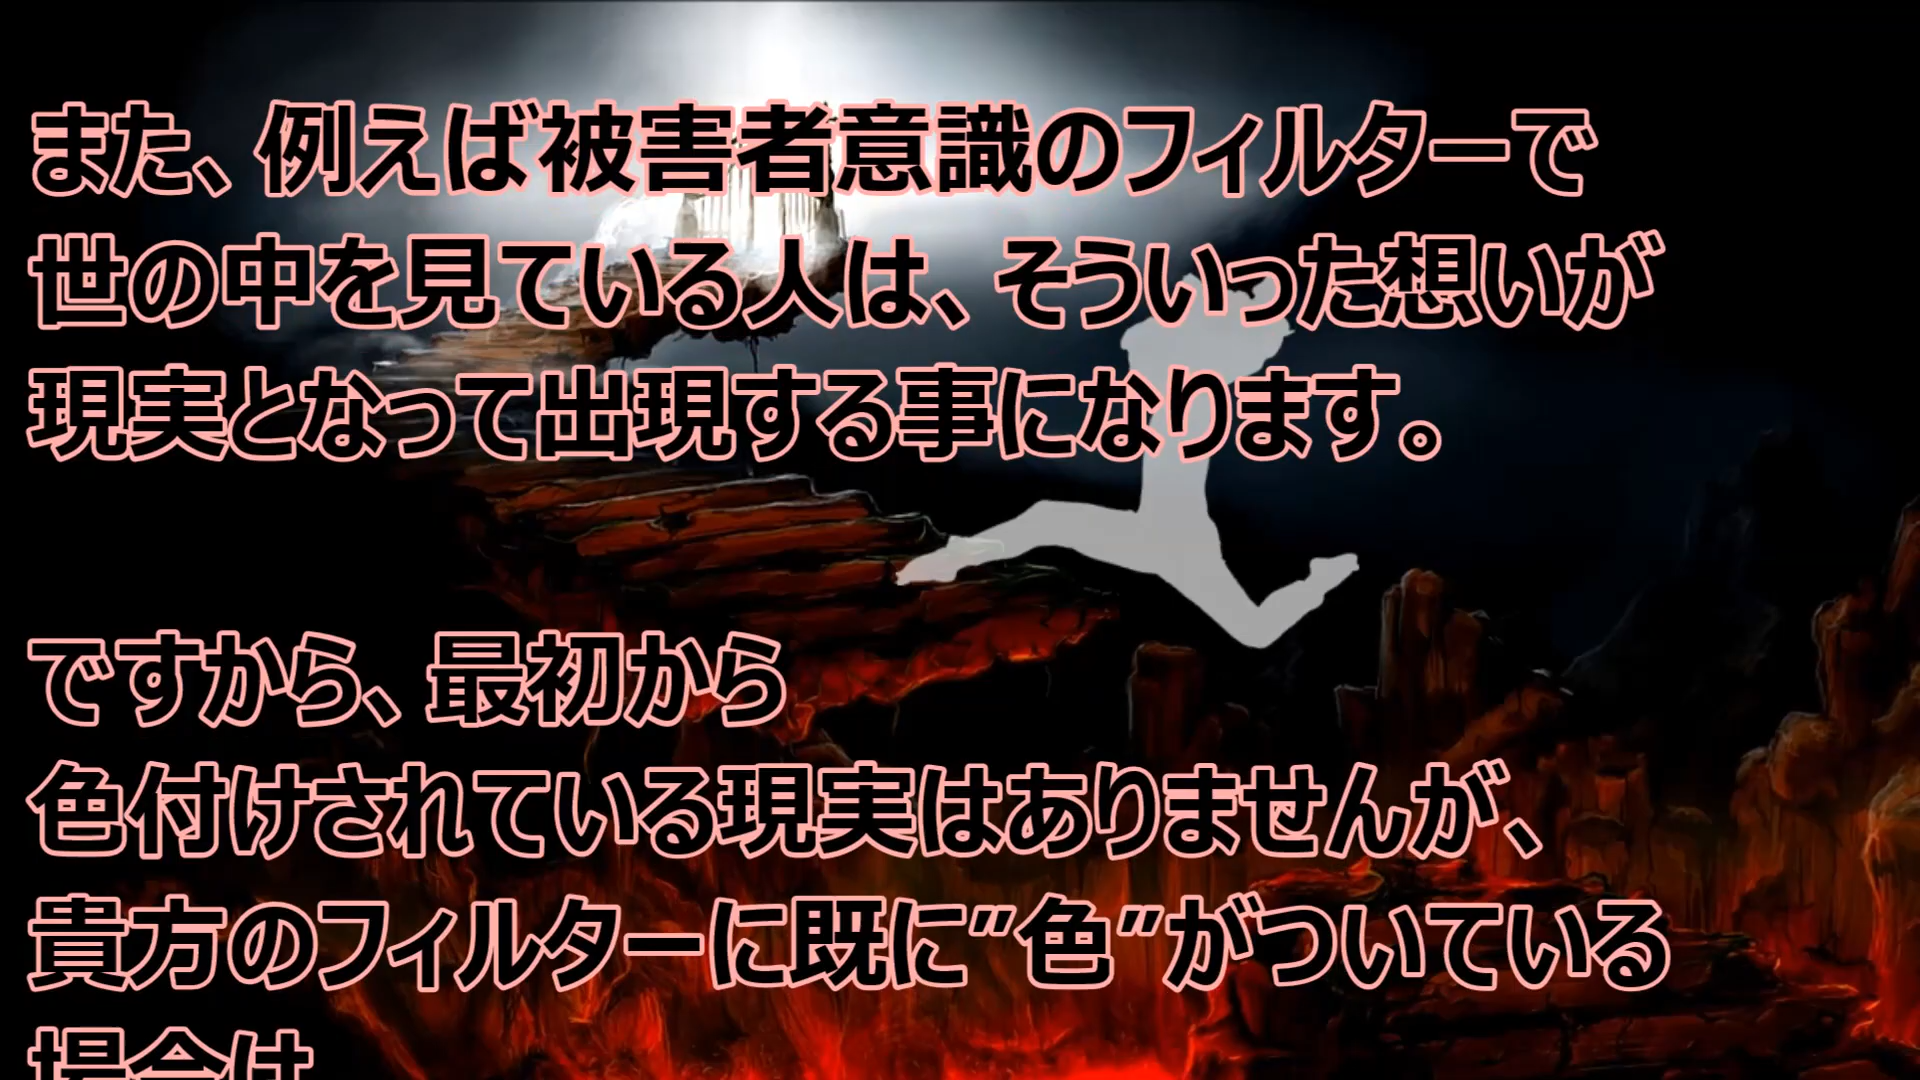 また、例えば被害者意識のフィルターで
世の中を見ている人は、そういった想いが
現実となって出現する事になります。
ですから、最初から
色付けされている現実はありませんが、
貴方のフィルターに既に”色”がついている
場合は